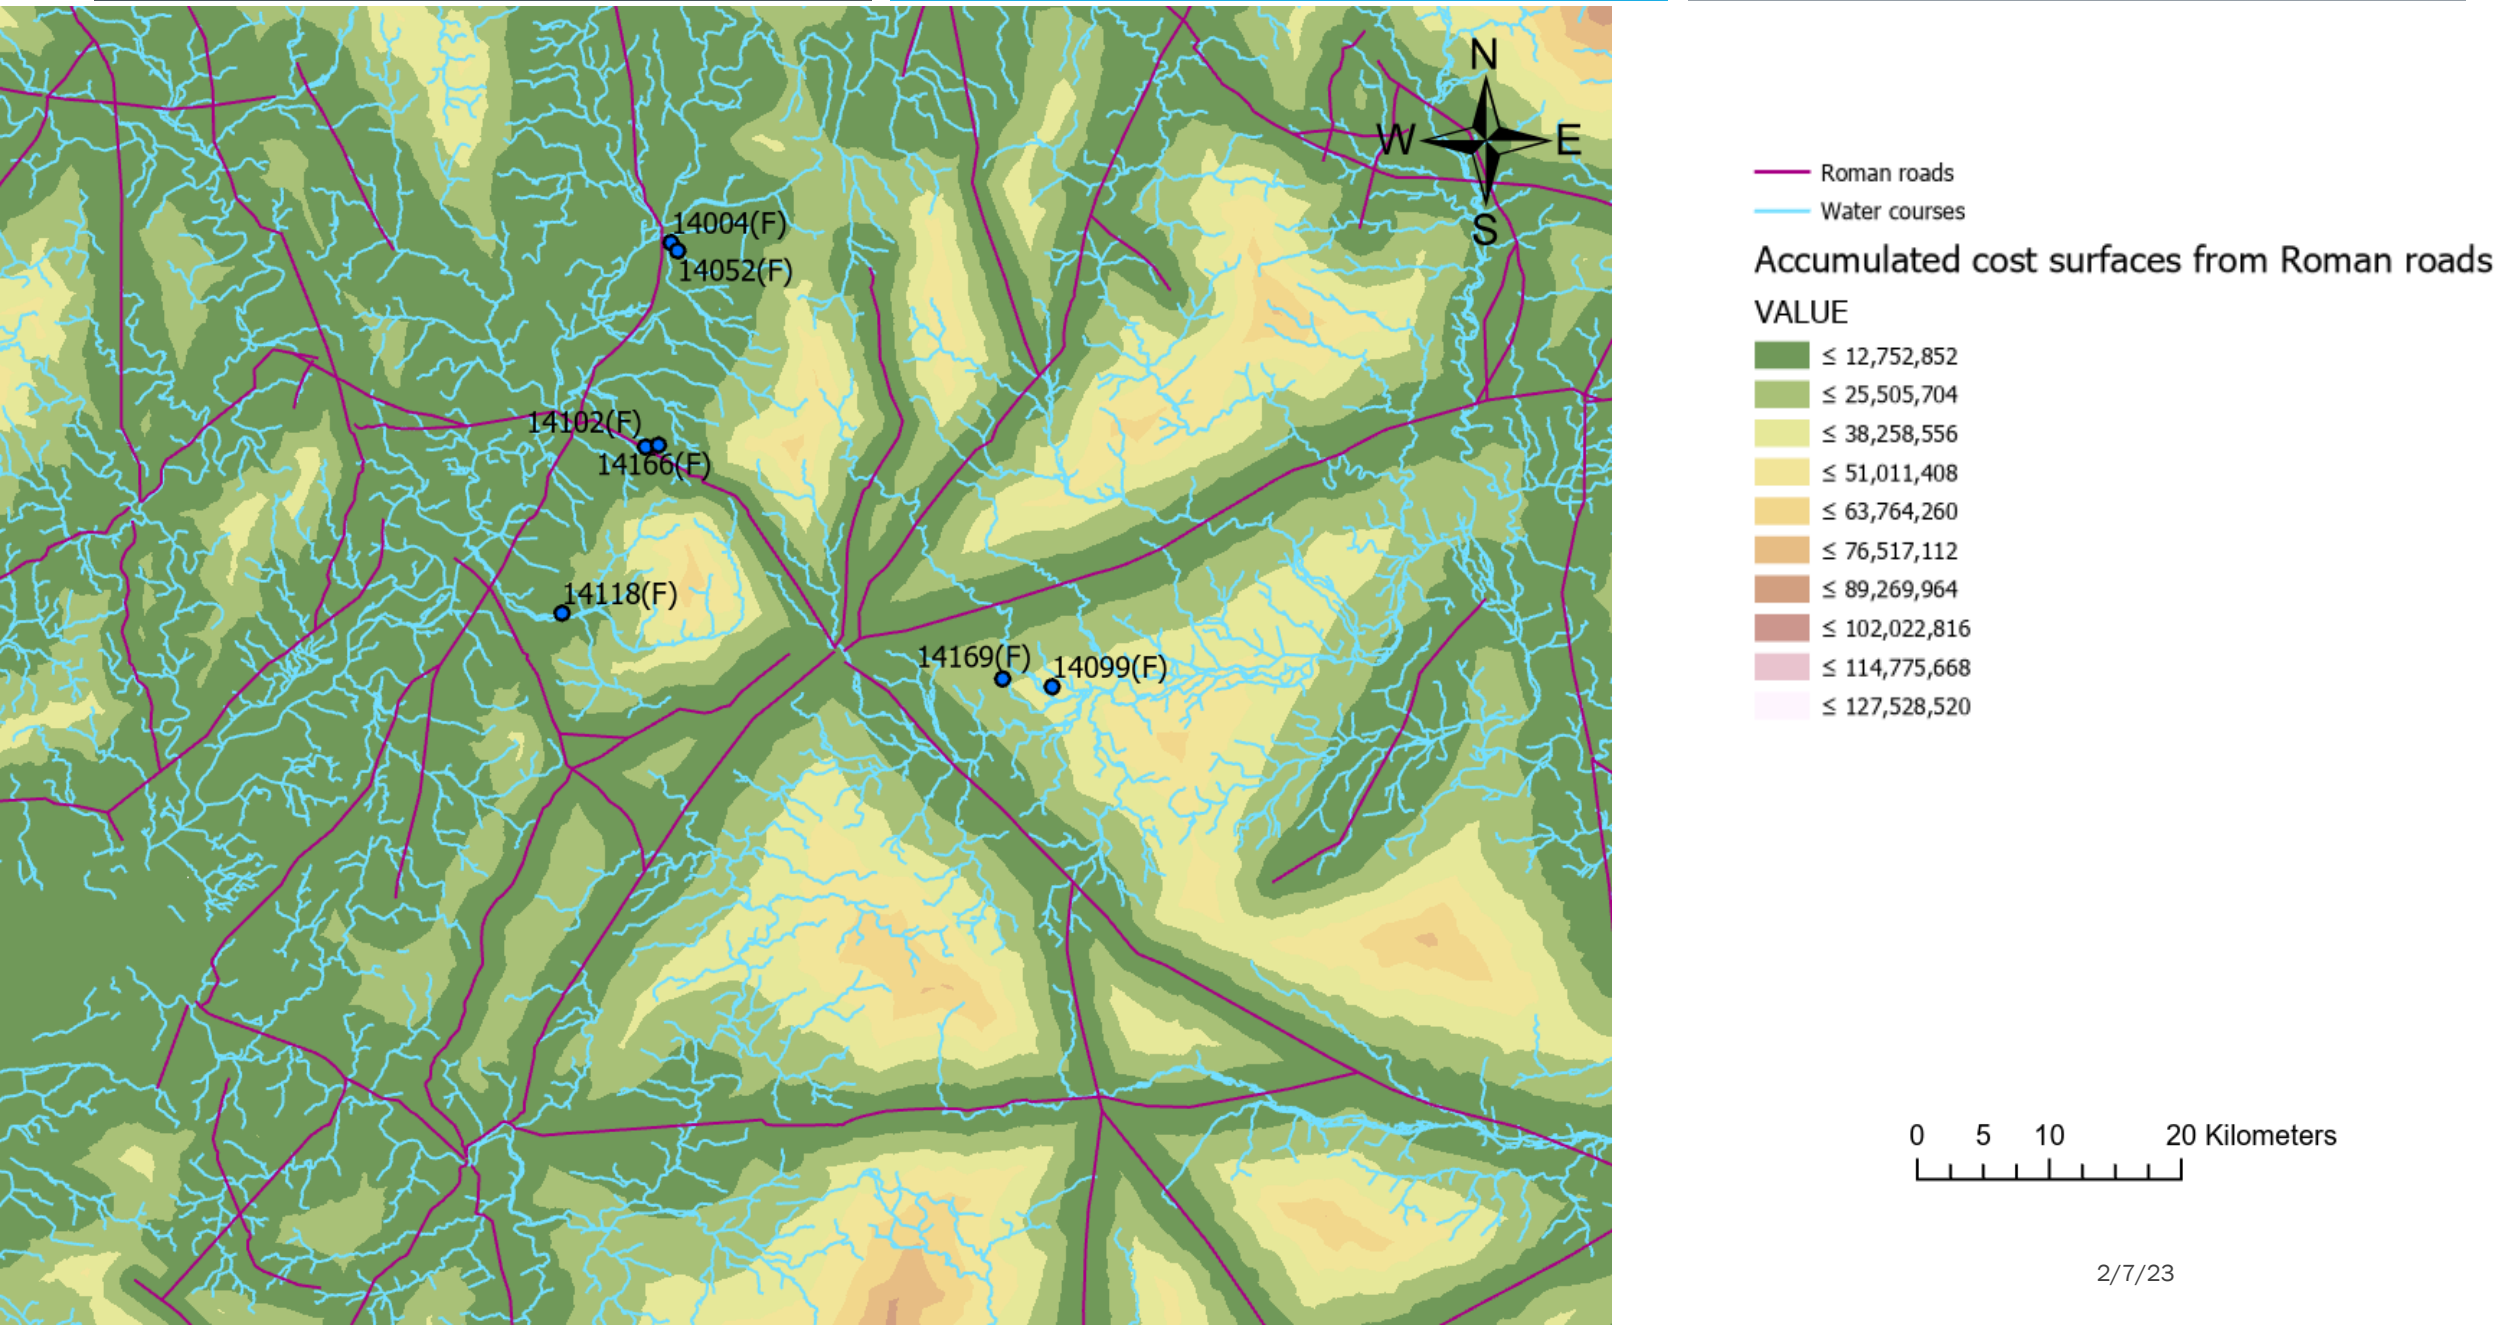 N
W E
S
14004(F)
14052(F)
14102(F)
14166(F)
14118(F)
14169(F)
14099(F)
Roman roads
Water courses
Accumulated cost surfaces from Roman roads
VALUE
≤ 12,752,852
≤ 25,505,704
≤ 38,258,556
≤ 51,011,408
≤ 63,764,260
≤ 76,517,112
≤ 89,269,964
≤ 102,022,816
≤ 114,775,668
≤ 127,528,520
0 5 10 20 Kilometers
2/7/23